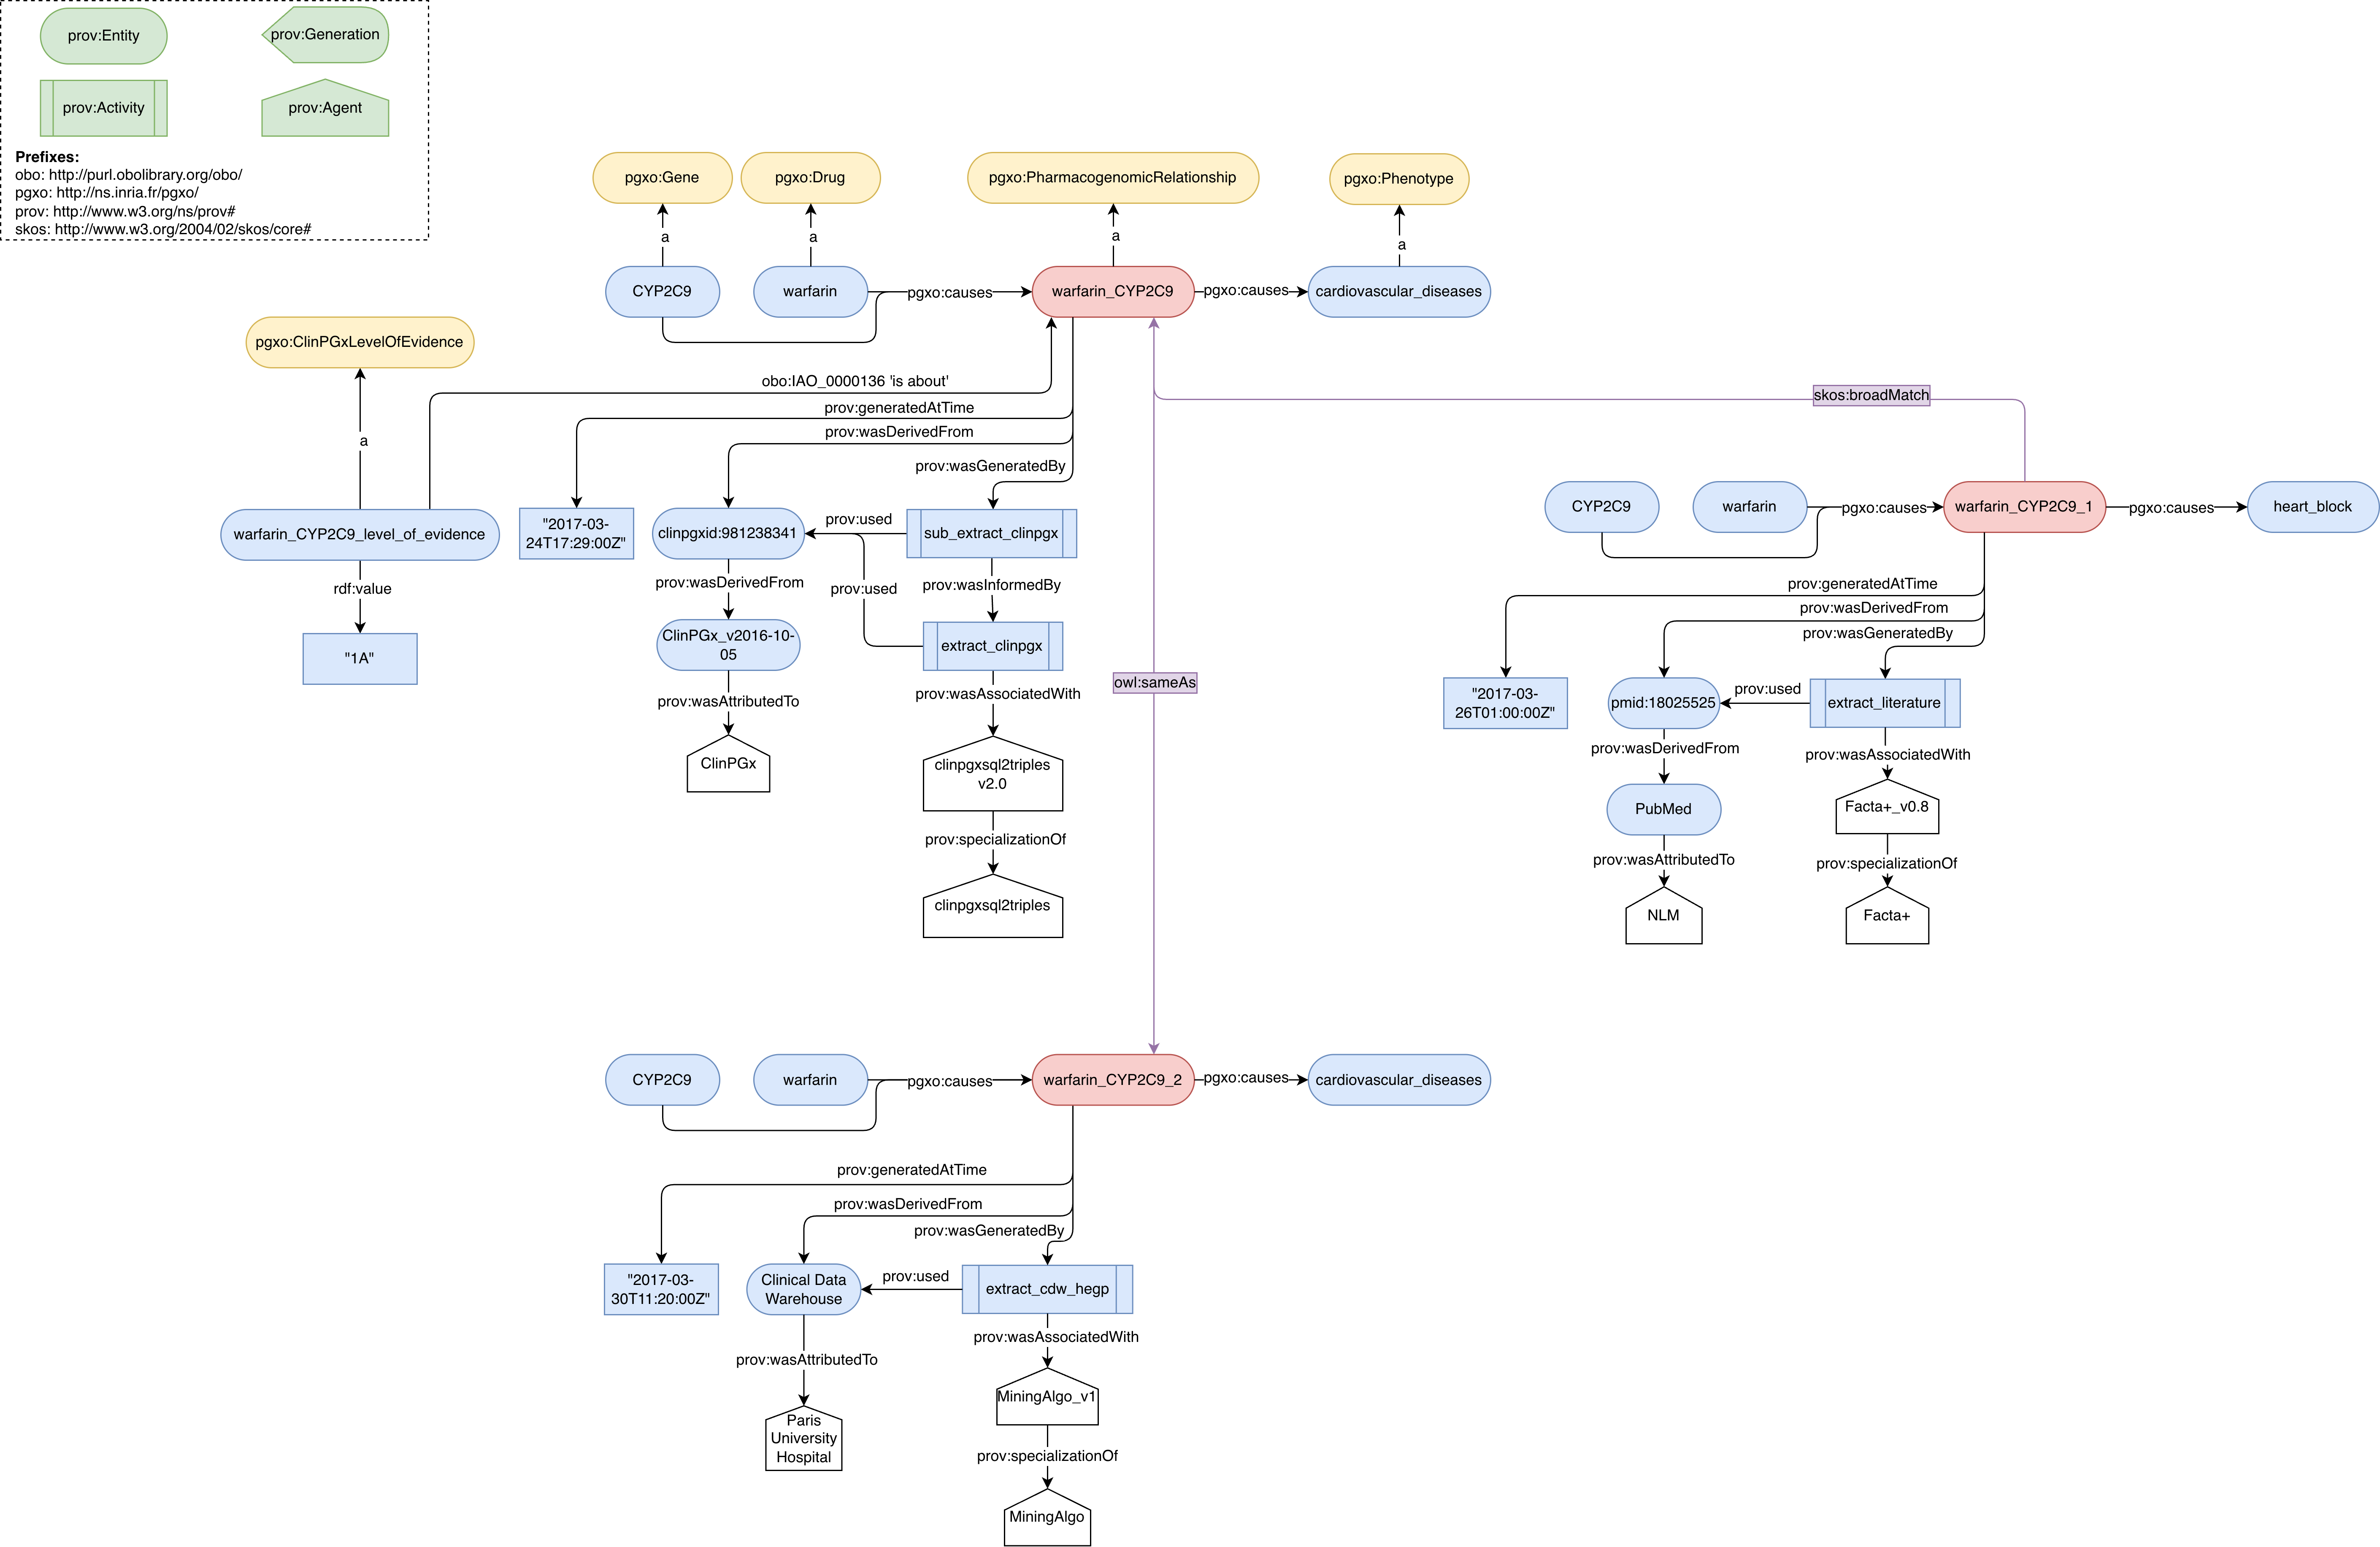 prov:Entity
prov:Generation
prov:Activity
prov:Agent
Prefixes:
obo: http://purl.obolibrary.org/obo/
pgxo: http://ns.inria.fr/pgxo/
prov: http://www.w3.org/ns/prov#
skos: http://www.w3.org/2004/02/skos/core#
pgxo:Gene
pgxo:Drug
pgxo:PharmacogenomicRelationship
pgxo:Phenotype
a
a
a
a
CYP2C9
warfarin
pgxo:causes
warfarin_CYP2C9
pgxo:causes
cardiovascular_diseases
pgxo:ClinPGxLevelOfEvidence
a
obo:IAO_0000136 'is about'
prov:generatedAtTime
prov:wasDerivedFrom
prov:wasGeneratedBy
warfarin_CYP2C9_level_of_evidence
rdf:value
"1A"
"2017-03-
24T17:29:00Z"
clinpgxid:981238341
prov:used
sub_extract_clinpgx
prov:wasDerivedFrom
prov:used
prov:wasInformedBy
ClinPGx_v2016-10-
05
extract_clinpgx
prov:wasAttributedTo
prov:wasAssociatedWith
ClinPGx
clinpgxsql2triples
v2.0
prov:specializationOf
clinpgxsql2triples
owl:sameAs
skos:broadMatch
CYP2C9
warfarin
pgxo:causes
warfarin_CYP2C9_1
pgxo:causes
heart_block
prov:generatedAtTime
prov:wasDerivedFrom
prov:wasGeneratedBy
"2017-03-
26T01:00:00Z"
pmid:18025525
prov:used
extract_literature
prov:wasDerivedFrom
prov:wasAssociatedWith
PubMed
Facta+_v0.8
prov:wasAttributedTo
prov:specializationOf
NLM
Facta+
CYP2C9
warfarin
pgxo:causes
warfarin_CYP2C9_2
pgxo:causes
cardiovascular_diseases
prov:generatedAtTime
prov:wasDerivedFrom
prov:wasGeneratedBy
"2017-03-
30T11:20:00Z"
Clinical Data
Warehouse
prov:used
extract_cdw_hegp
prov:wasAttributedTo
prov:wasAssociatedWith
Paris
University
Hospital
MiningAlgo_v1
prov:specializationOf
MiningAlgo